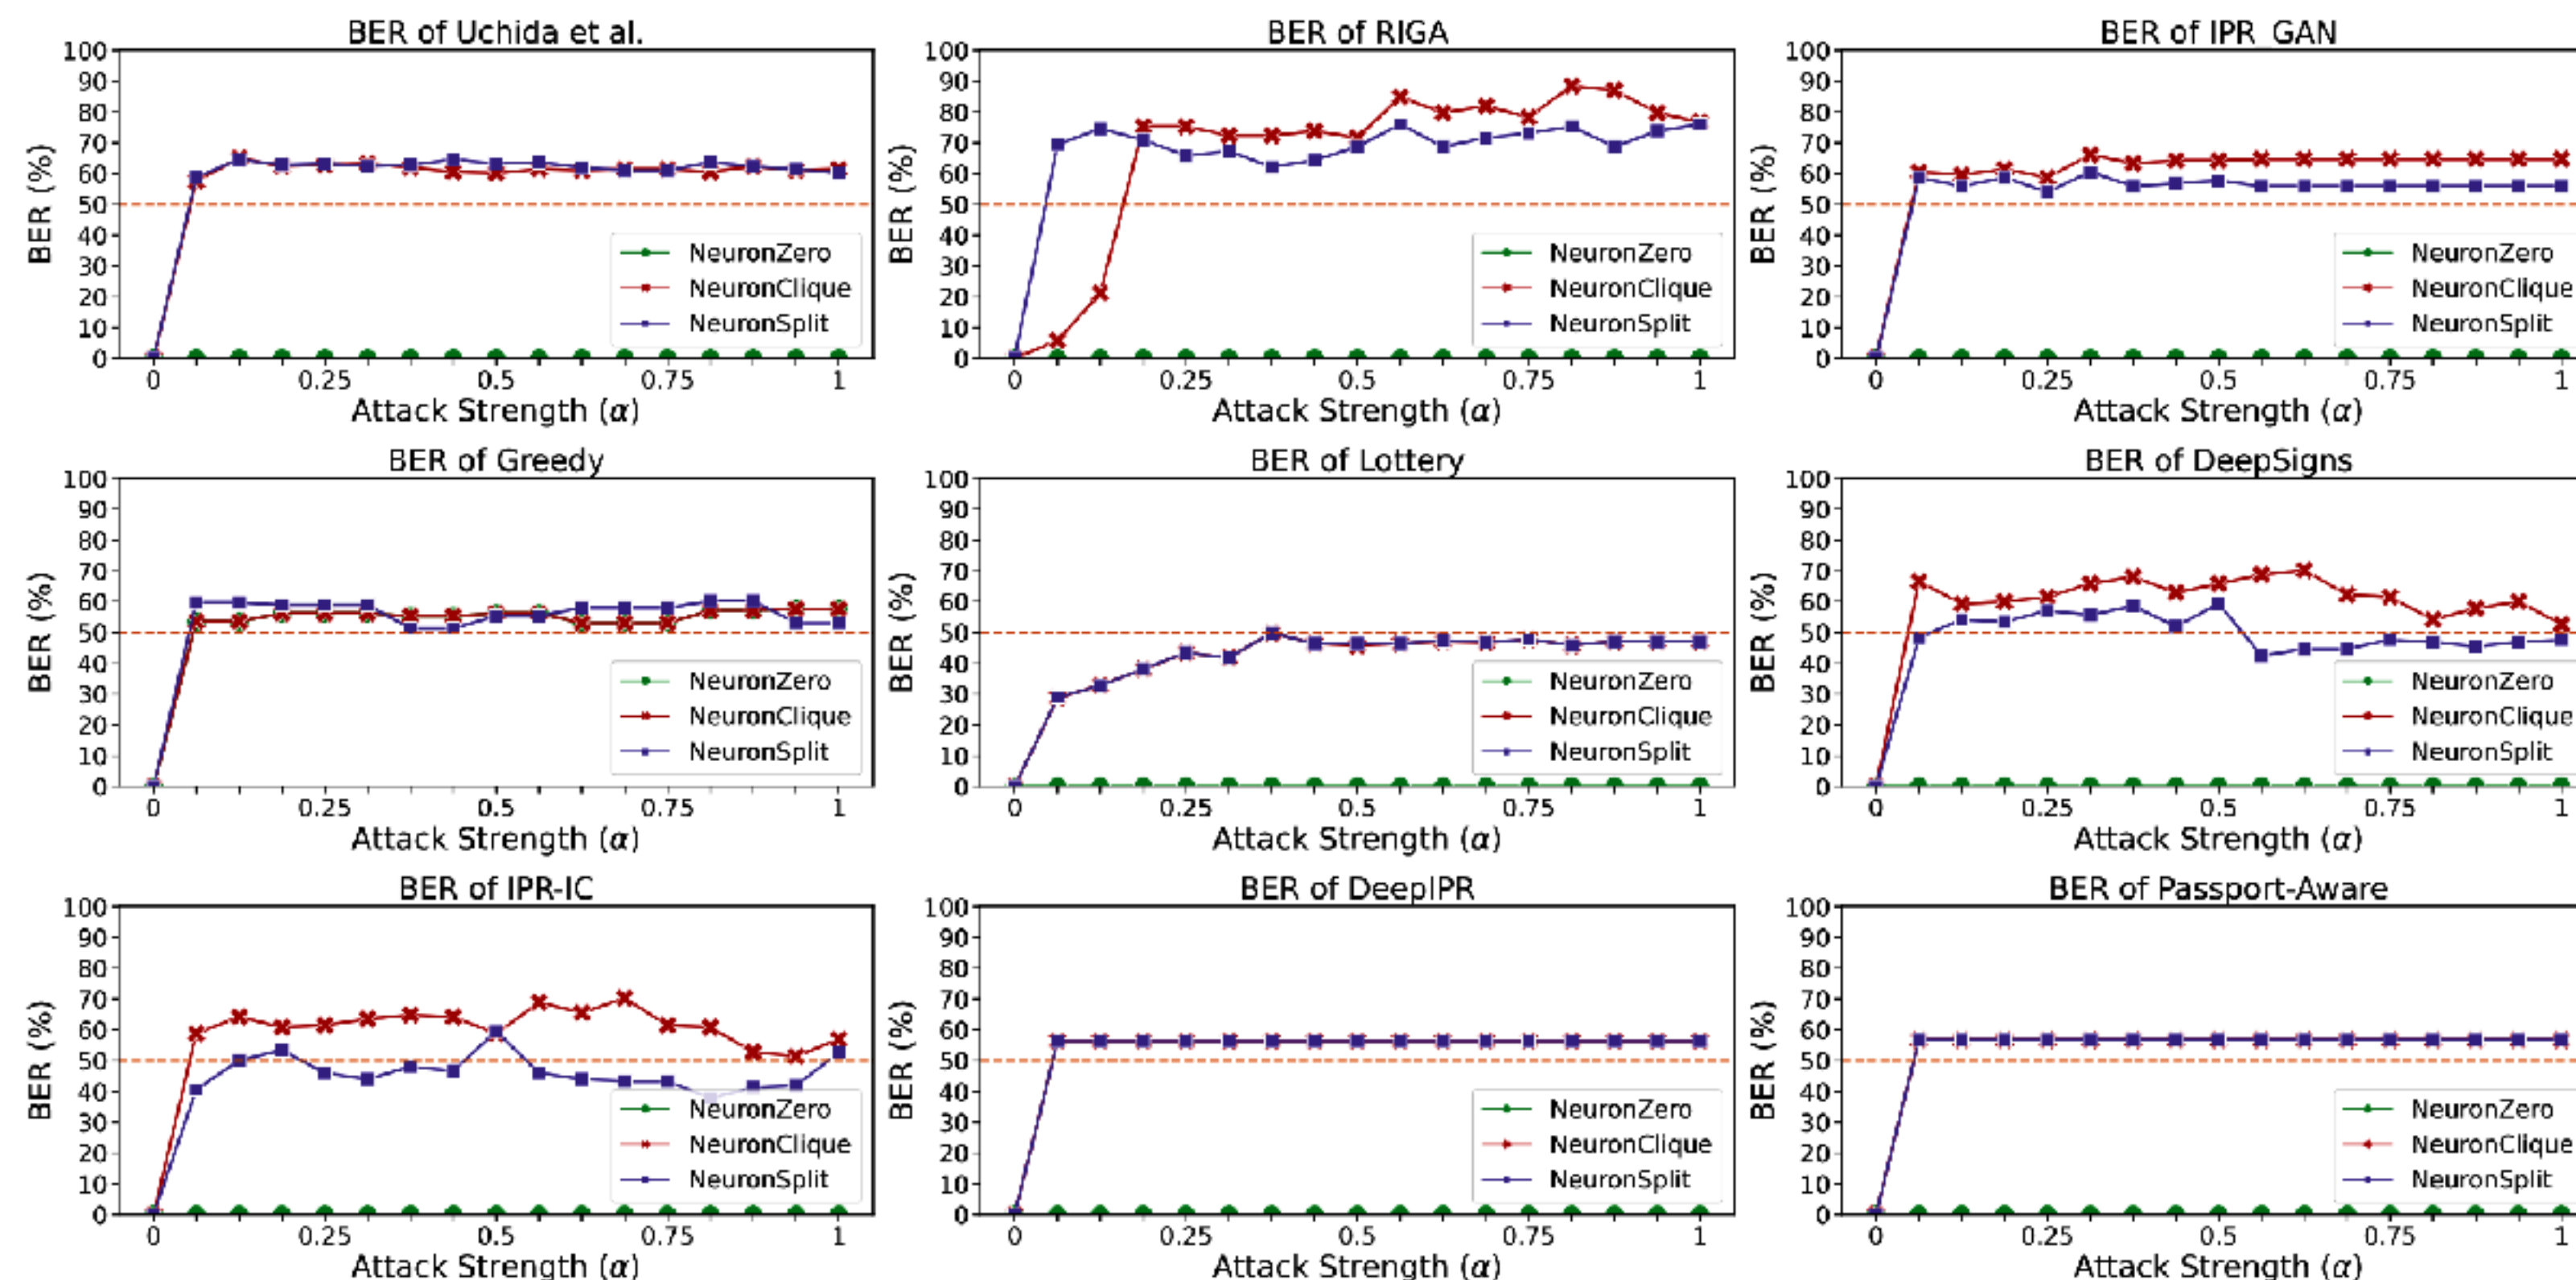 BER of Uchida et al.
BER (%)
100
90
80
70
60
50
40
30
20
10
0
0 0.25 0.5 0.75 1
Attack Strength (α)
NeuronZero
NeuronClique
NeuronSplit
BER of RIGA
BER (%)
100
90
80
70
60
50
40
30
20
10
0
0 0.25 0.5 0.75 1
Attack Strength (α)
NeuronZero
NeuronClique
NeuronSplit
BER of IPR_GAN
BER (%)
100
90
80
70
60
50
40
30
20
10
0
0 0.25 0.5 0.75 1
Attack Strength (α)
NeuronZero
NeuronClique
NeuronSplit
BER of Greedy
BER (%)
100
90
80
70
60
50
40
30
20
10
0
0 0.25 0.5 0.75 1
Attack Strength (α)
NeuronZero
NeuronClique
NeuronSplit
BER of Lottery
BER (%)
100
90
80
70
60
50
40
30
20
10
0
0 0.25 0.5 0.75 1
Attack Strength (α)
NeuronZero
NeuronClique
NeuronSplit
BER of DeepSigns
BER (%)
100
90
80
70
60
50
40
30
20
10
0
0 0.25 0.5 0.75 1
Attack Strength (α)
NeuronZero
NeuronClique
NeuronSplit
BER of IPR-IC
BER (%)
100
90
80
70
60
50
40
30
20
10
0
0 0.25 0.5 0.75 1
Attack Strength (α)
NeuronZero
NeuronClique
NeuronSplit
BER of DeepIPR
BER (%)
100
90
80
70
60
50
40
30
20
10
0
0 0.25 0.5 0.75 1
Attack Strength (α)
NeuronZero
NeuronClique
NeuronSplit
BER of Passport-Aware
BER (%)
100
90
80
70
60
50
40
30
20
10
0
0 0.25 0.5 0.75 1
Attack Strength (α)
NeuronZero
NeuronClique
NeuronSplit